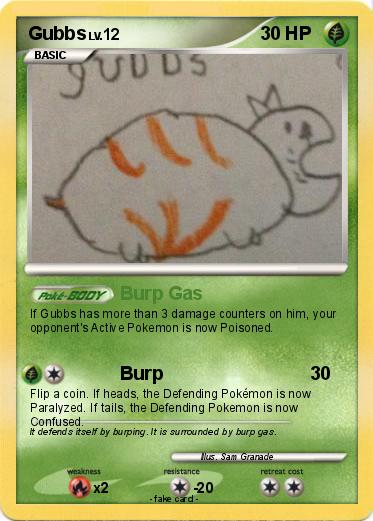 Gubbs LV.12 30 HP
BASIC
gubbs
Poké-BODY Burp Gas
If Gubbs has more than 3 damage counters on him, your
opponent's Active Pokemon is now Poisoned.
Burp 30
Flip a coin. If heads, the Defending Pokémon is now
Paralyzed. If tails, the Defending Pokemon is now
Confused.
It defends itself by burping. It is surrounded by burp gas.
Illus. Sam Granade
weakness resistance retreat cost
x2 -20
- fake card -